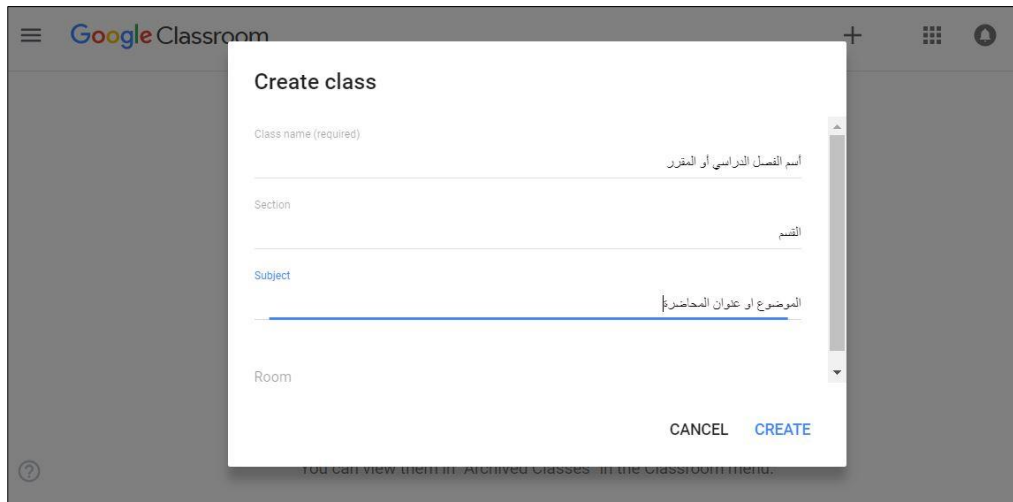 Google Classroom
Create class
Class name (required)
أسم الفصل الدراسي أو المقرر
Section
القسم
Subject
الموضوع او عنوان المحاضرة
Room
CANCEL CREATE
You can view them in "Archived Classes" in the Classroom menu.